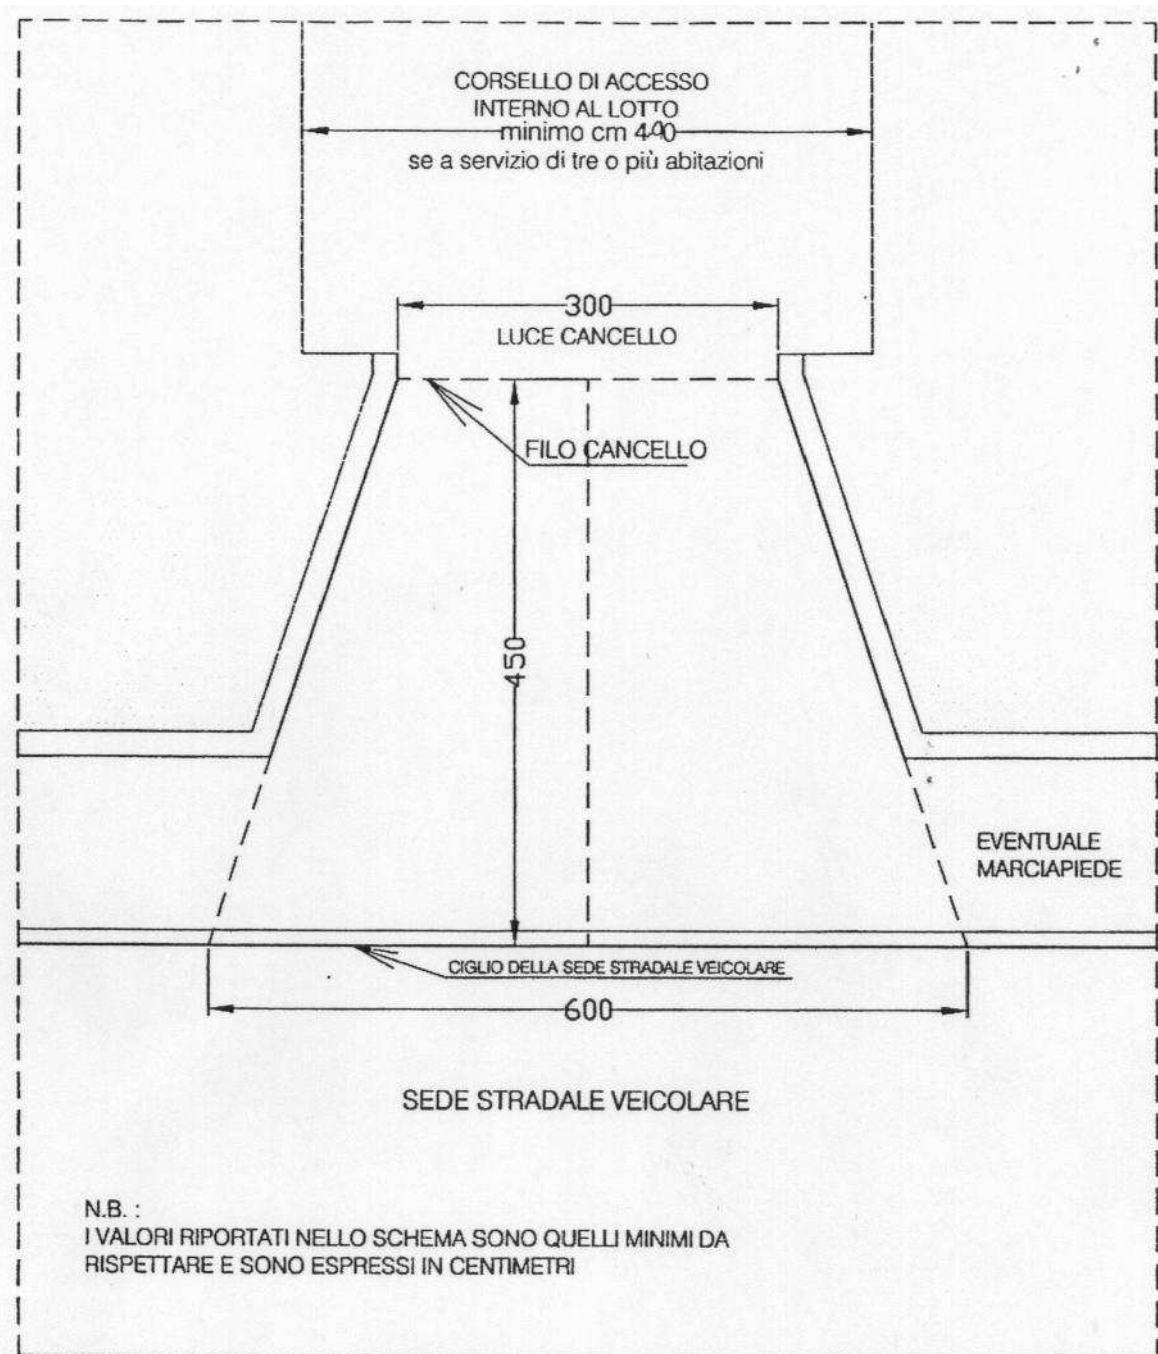 CORSELLO DI ACCESSO
INTERNO AL LOTTO
minimo cm
se a servizio di tre o più abitazioni
300
LUCE CANCELLO
FILO CANCELLO
450
EVENTUALE
MARCIAPIEDE
CIGLIO DELLA SEDE STRADALE VEICOLARE
600
SEDE STRADALE VEICOLARE
N.B. :
I VALORI RIPORTATI NELLO SCHEMA SONO QUELLI MINIMI DA
RISPETTARE E SONO ESPRESSI IN CENTIMETRI